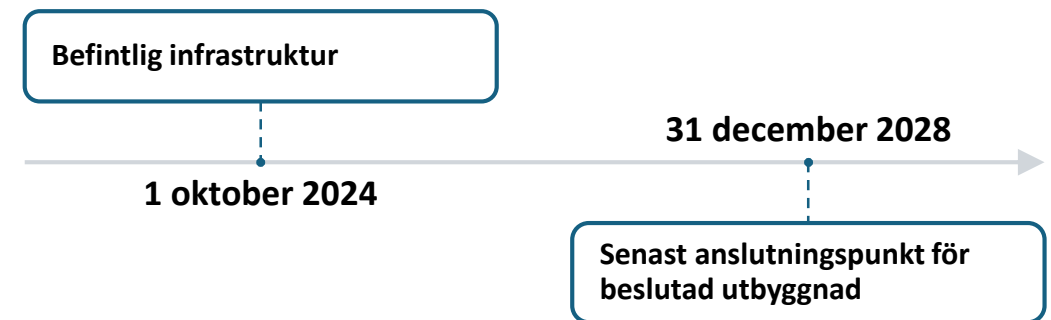 Befintlig infrastruktur
31 december 2028
1 oktober 2024
Senast anslutningspunkt för
beslutad utbyggnad